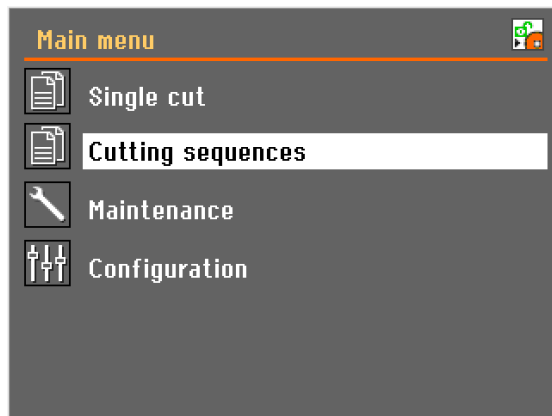 Main menu
Single cut
Cutting sequences
Maintenance
Configuration